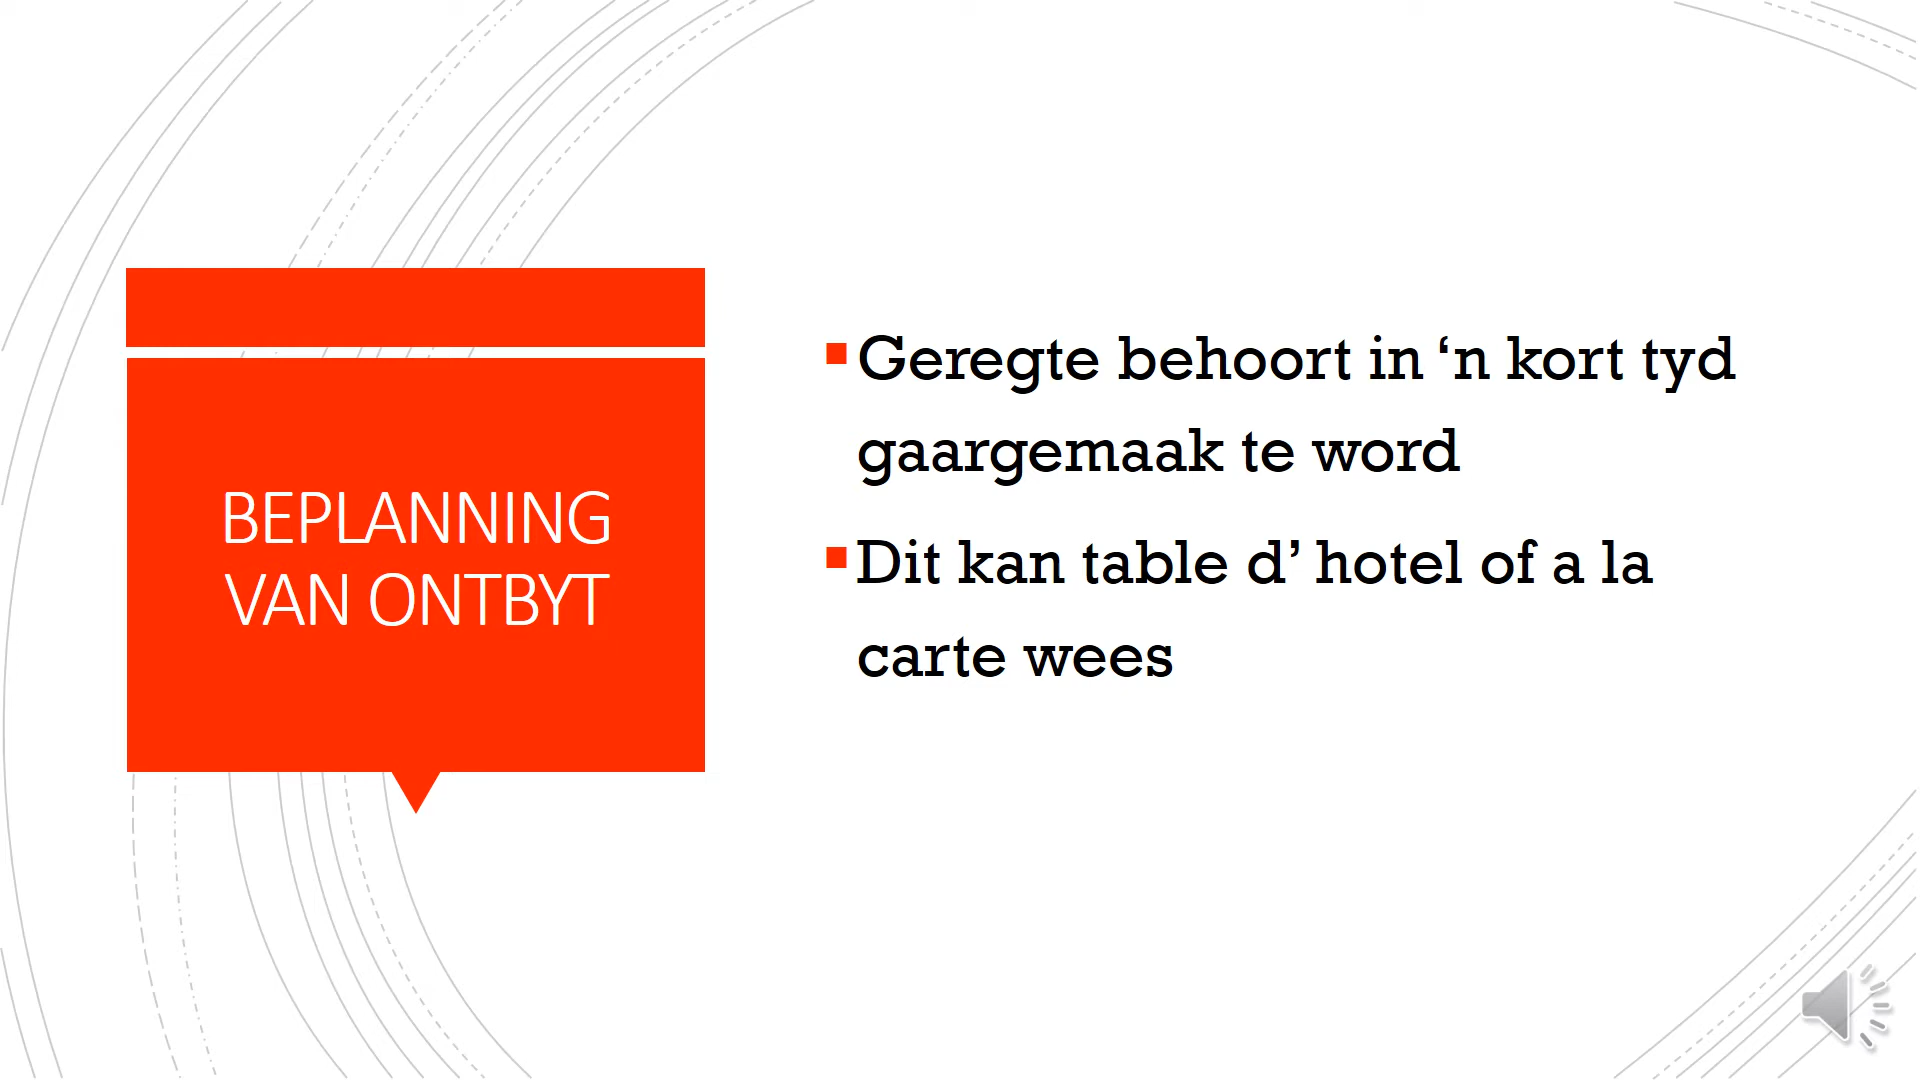 BEPLANNING
VAN ONTBYT
Geregte behoort in ‘n kort tyd
gaargemaak te word
Dit kan table d’ hotel of a la
carte wees